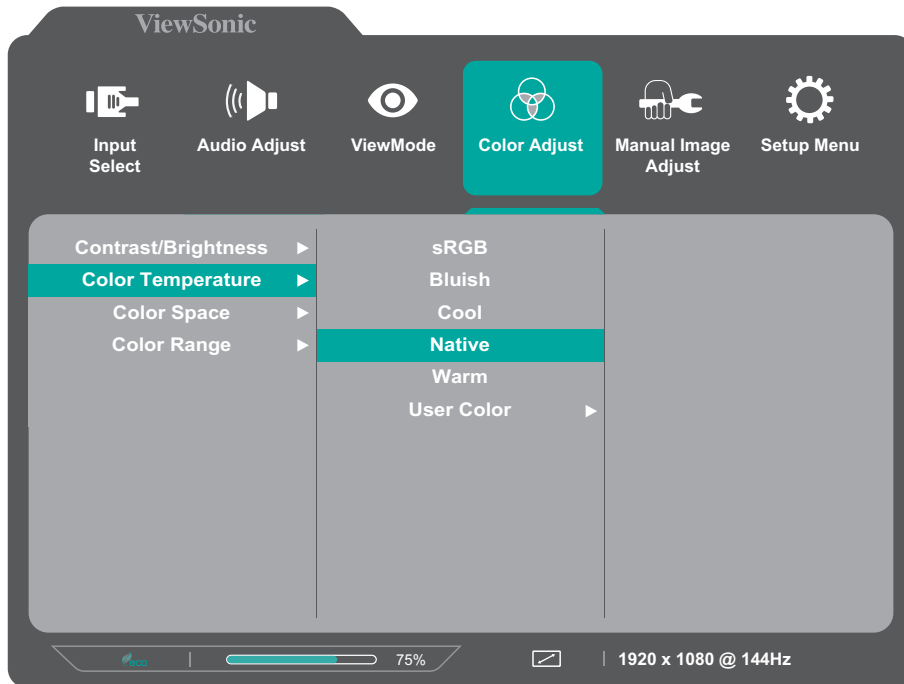 ViewSonic
Input
Select
Audio Adjust
ViewMode
Color Adjust
Manual Image
Adjust
Setup Menu
Contrast/Brightness
Color Temperature
Color Space
Color Range
sRGB
Bluish
Cool
Native
Warm
User Color
eco
75%
1920 x 1080 @ 144Hz